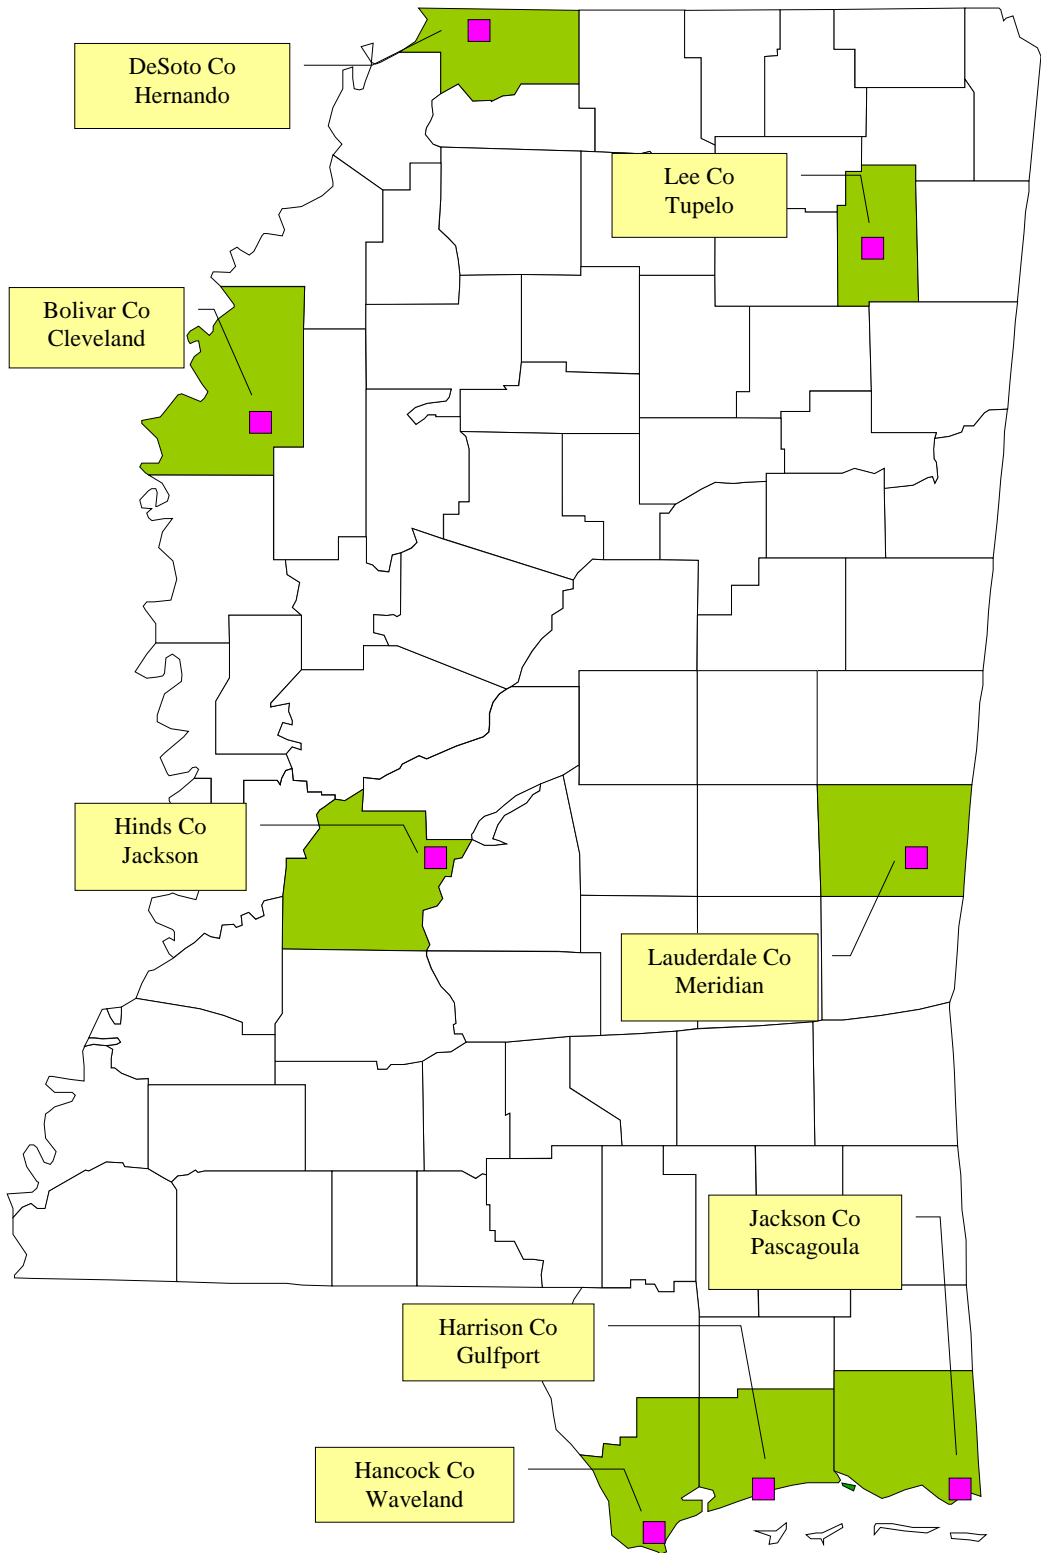 DeSoto Co
Hernando
Lee Co
Tupelo
Bolivar Co
Cleveland
Hinds Co
Jackson
Lauderdale Co
Meridian
Jackson Co
Pascagoula
Harrison Co
Gulfport
Hancock Co
Waveland